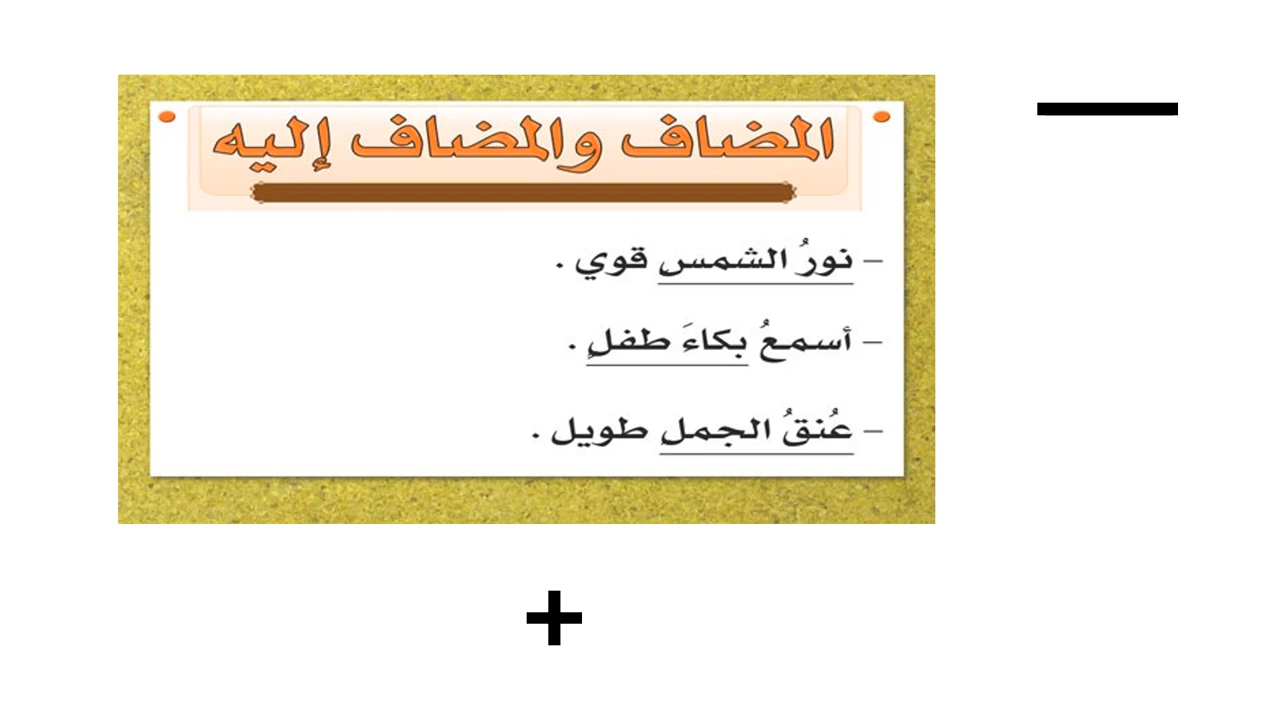 المضاف والمضاف إليه
– نورُ الشمسِ قوي .
– أسمعُ بكاءَ طفلٍ .
– عُنقُ الجملِ طويل .
+